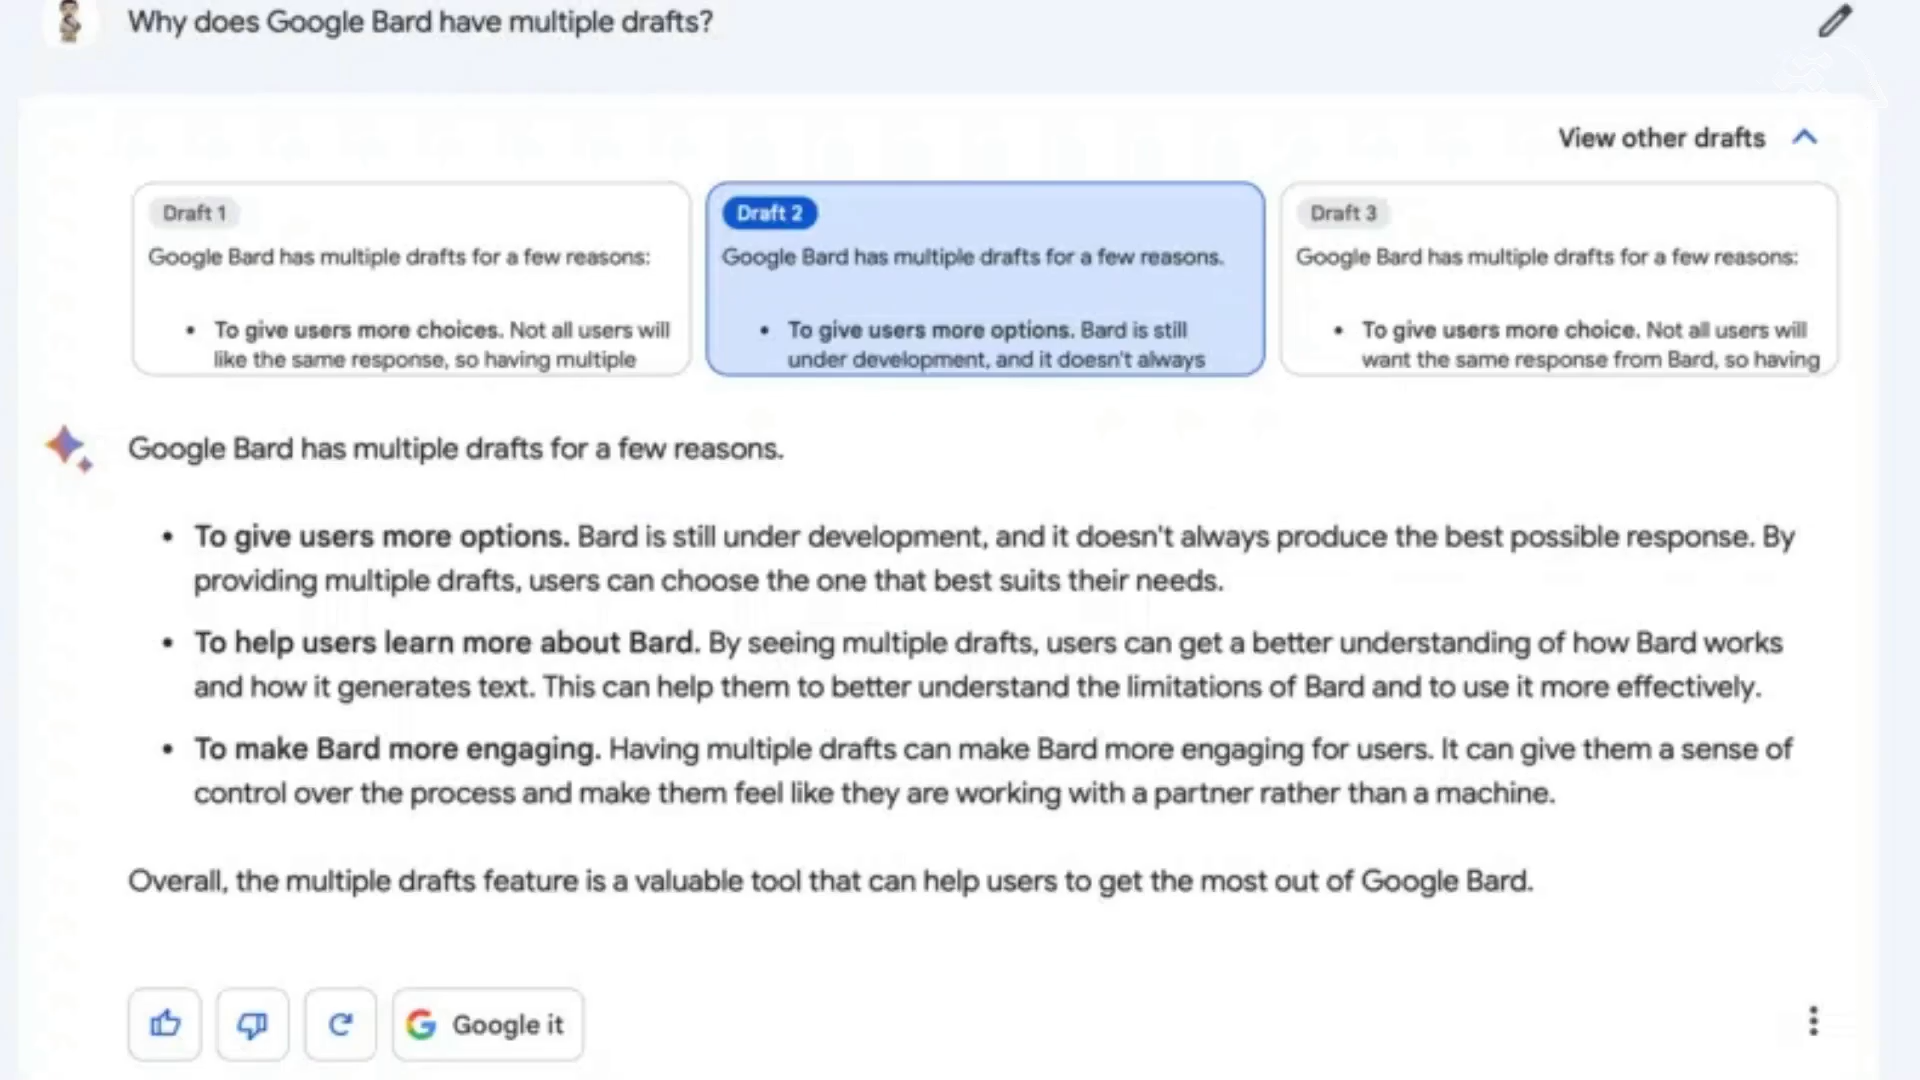 Why does Google Bard have multiple drafts?
View other drafts
Draft 1
Google Bard has multiple drafts for a few reasons:
• To give users more choices. Not all users will
like the same response, so having multiple
Draft 2
Google Bard has multiple drafts for a few reasons.
• To give users more options. Bard is still
under development, and it doesn't always
Draft 3
Google Bard has multiple drafts for a few reasons:
• To give users more choice. Not all users will
want the same response from Bard, so having
Google Bard has multiple drafts for a few reasons.
• To give users more options. Bard is still under development, and it doesn't always produce the best possible response. By
providing multiple drafts, users can choose the one that best suits their needs.
• To help users learn more about Bard. By seeing multiple drafts, users can get a better understanding of how Bard works
and how it generates text. This can help them to better understand the limitations of Bard and to use it more effectively.
• To make Bard more engaging. Having multiple drafts can make Bard more engaging for users. It can give them a sense of
control over the process and make them feel like they are working with a partner rather than a machine.
Overall, the multiple drafts feature is a valuable tool that can help users to get the most out of Google Bard.
Google it